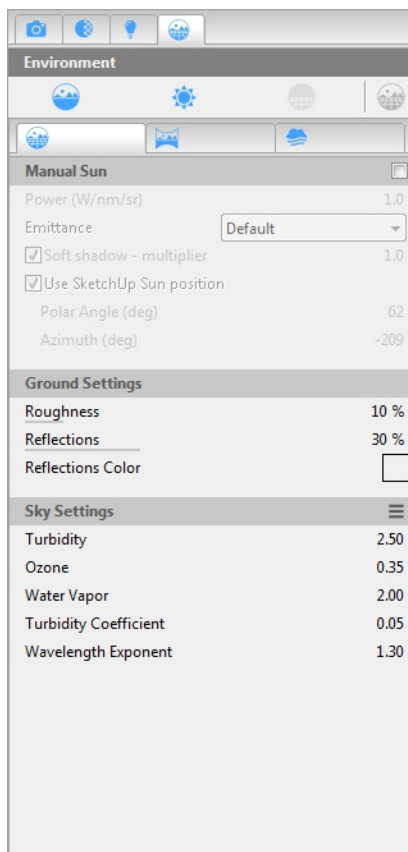 Environment
Manual Sun
Power (W/nm/sr) 1.0
Emittance Default
Soft shadow - multiplier 1.0
Use SketchUp Sun position
Polar Angle (deg) 62
Azimuth (deg) -209
Ground Settings
Roughness 10 %
Reflections 30 %
Reflections Color
Sky Settings
Turbidity 2.50
Ozone 0.35
Water Vapor 2.00
Turbidity Coefficient 0.05
Wavelength Exponent 1.30